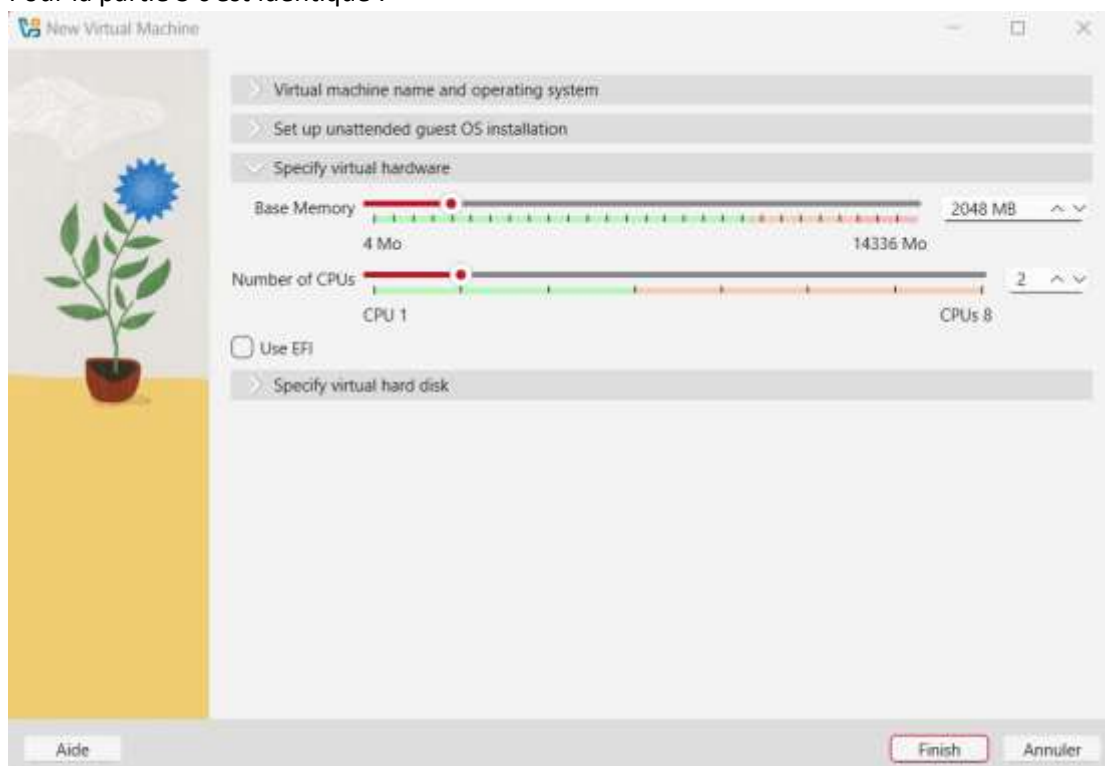 New Virtual Machine
Virtual machine name and operating system
Set up unattended guest OS installation
Specify virtual hardware
Base Memory 2048 MB
4 Mo 14336 Mo
Number of CPUs 2
CPU 1 CPUs 8
Use EFI
Specify virtual hard disk
Aide Finish Annuler